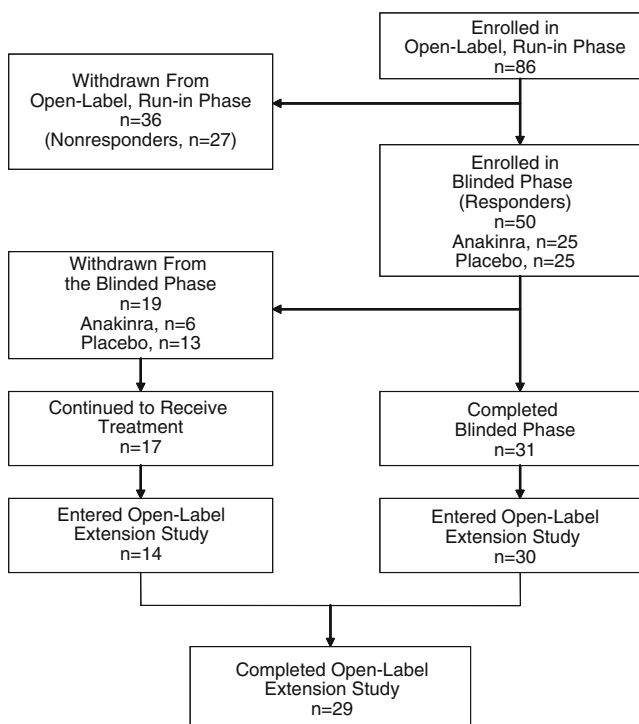 Enrolled in
Open-Label, Run-in Phase
n=86
Withdrawn From
Open-Label, Run-in Phase
n=36
(Nonresponders, n=27)
Enrolled in
Blinded Phase
(Responders)
n=50
Anakinra, n=25
Placebo, n=25
Withdrawn From
the Blinded Phase
n=19
Anakinra, n=6
Placebo, n=13
Continued to Receive
Treatment
n=17
Completed
Blinded Phase
n=31
Entered Open-Label
Extension Study
n=14
Entered Open-Label
Extension Study
n=30
Completed Open-Label
Extension Study
n=29